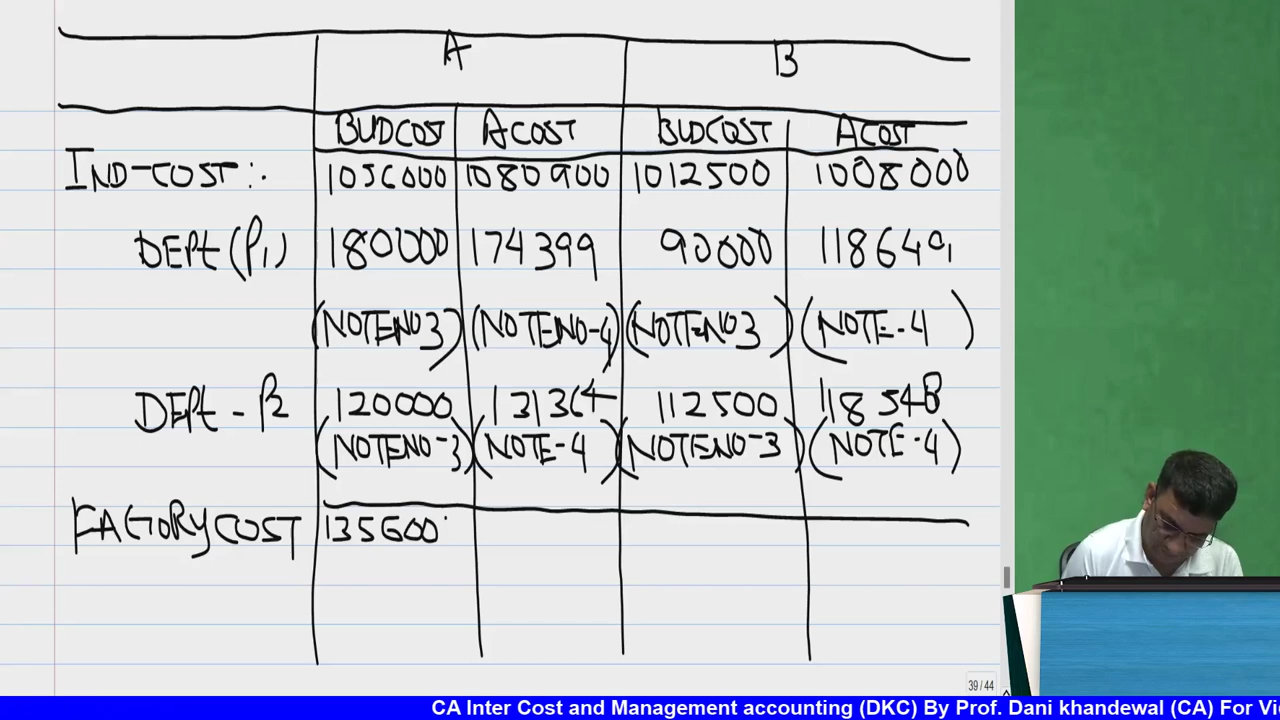 A B
BUDCOST ACOST BUDCOST ACOST
IND-COST:. 1056000 1080900 1012500 1008000
DEPt(P1) 180000 174399 90000 118649
(NOTENO3) (NOTENO-4) (NOTENO3) (NOTE-4)
DEPt-P2 120000 131364 112500 118548
(NOTENO-3) (NOTE-4) (NOTENO-3) (NOTE-4)
FACTORYCOST 135600
39/44
CA Inter Cost and Management accounting (DKC) By Prof. Dani khandewal (CA) For Vi